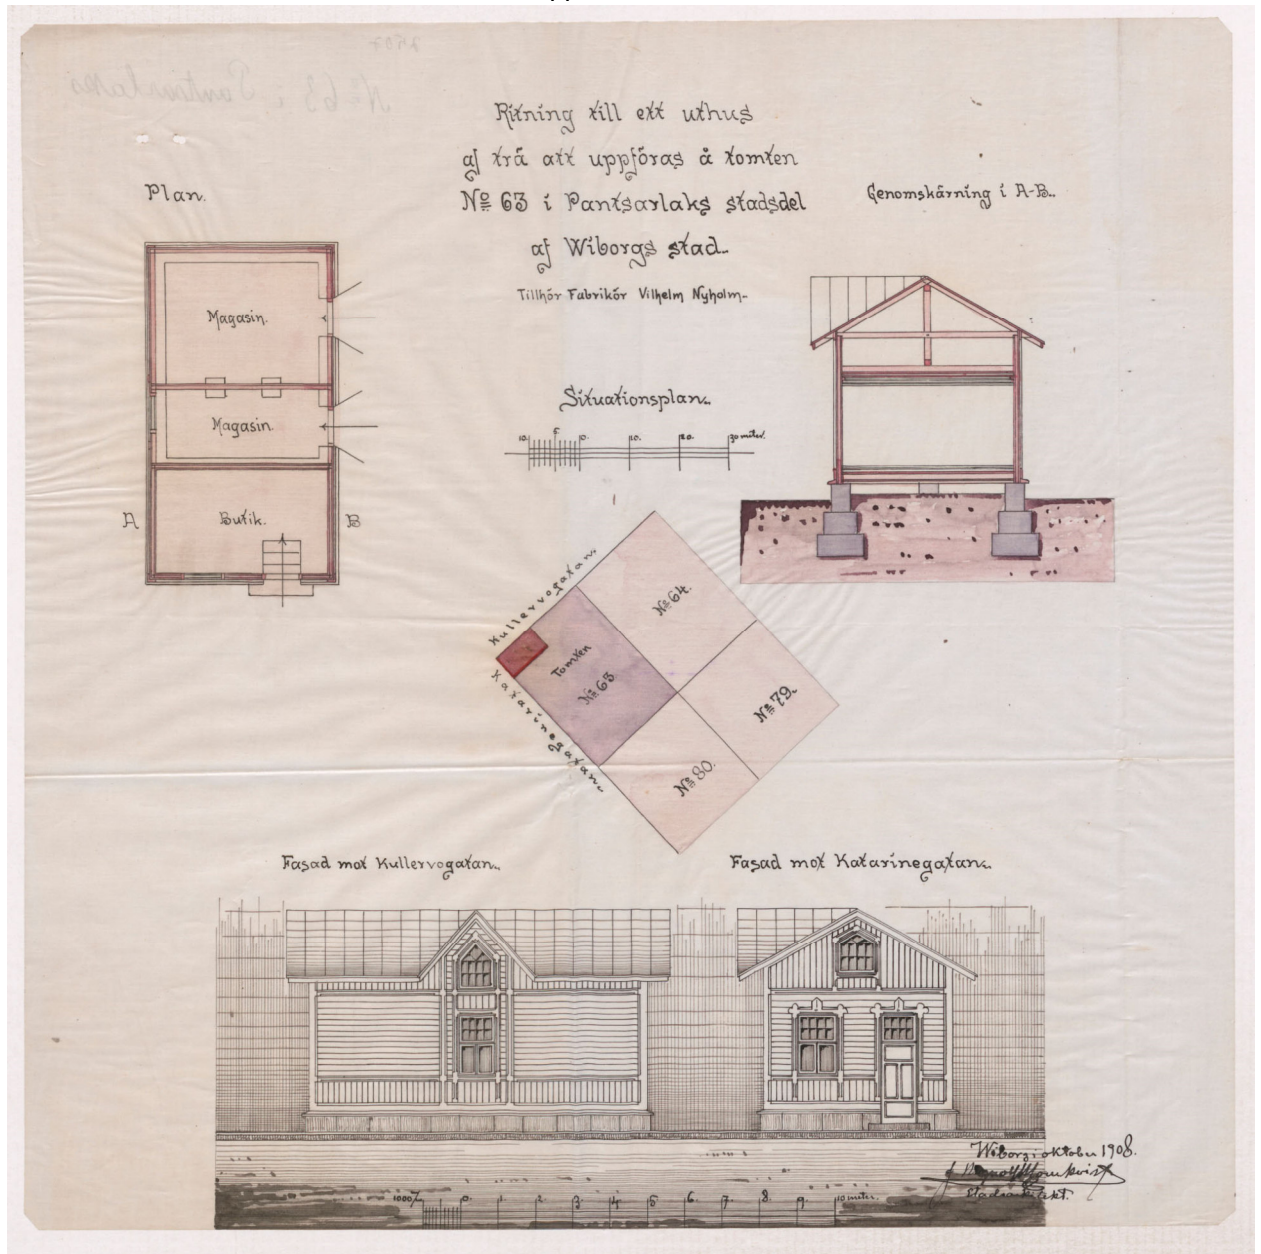 Ritning till ett uthus
af trä att uppföras å tomten
№ 63 i Pantsarlaks stadsdel
af Wiborgs stad.
Tillhör Fabrikör Vilhelm Nyholm
Plan.
Genomskärning i A-B.
Magasin.
Magasin.
A
Butik.
B
Situationsplan.
10. 5. 0. 10. 20. 30 meter.
Kullervogatan.
Katarinegatan.
№ 64.
Tomten
№ 63
№ 79.
№ 80.
Fasad mot Kullervogatan.
Fasad mot Katarinegatan.
Wiborg i oktober 1908.
Stadsarkitekt.
100% 0. 1. 2. 3. 4. 5. 6. 7. 8. 9. 10 meter.